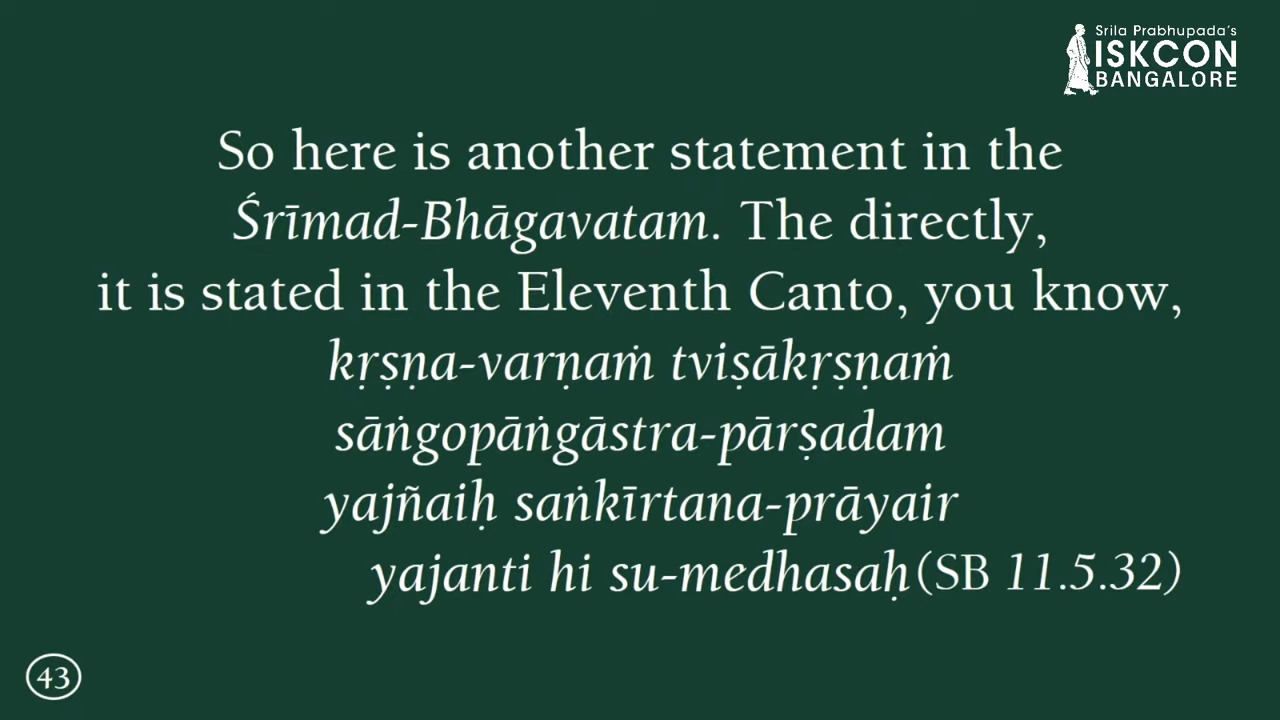 Srila Prabhupada's
ISKCON
BANGALORE
So here is another statement in the
Śrīmad-Bhāgavatam. The directly,
it is stated in the Eleventh Canto, you know,
kṛṣṇa-varṇaṁ tviṣākṛṣṇaṁ
sāṅgopāṅgāstra-pārṣadam
yajñaiḥ saṅkīrtana-prāyair
yajanti hi su-medhasaḥ(SB 11.5.32)
43